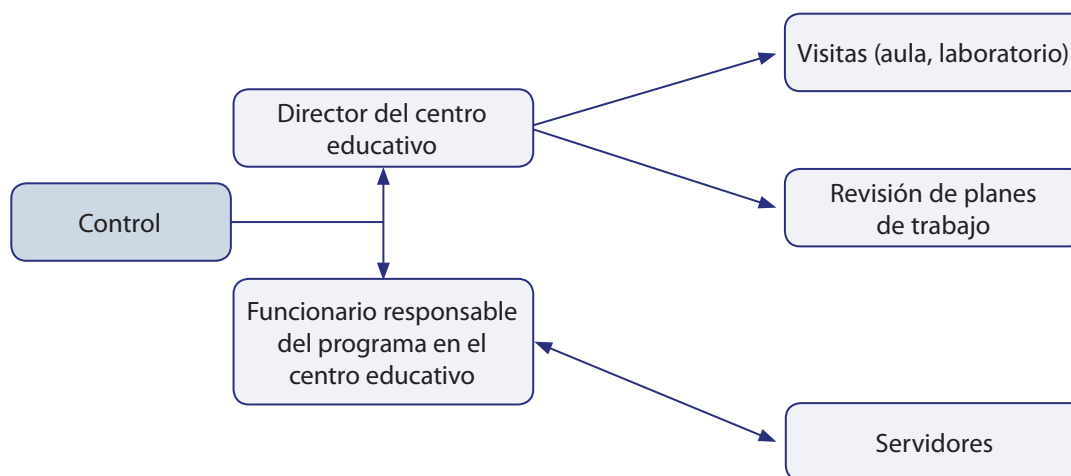 Visitas (aula, laboratorio)
Director del centro
educativo
Control
Revisión de planes
de trabajo
Funcionario responsable
del programa en el
centro educativo
Servidores